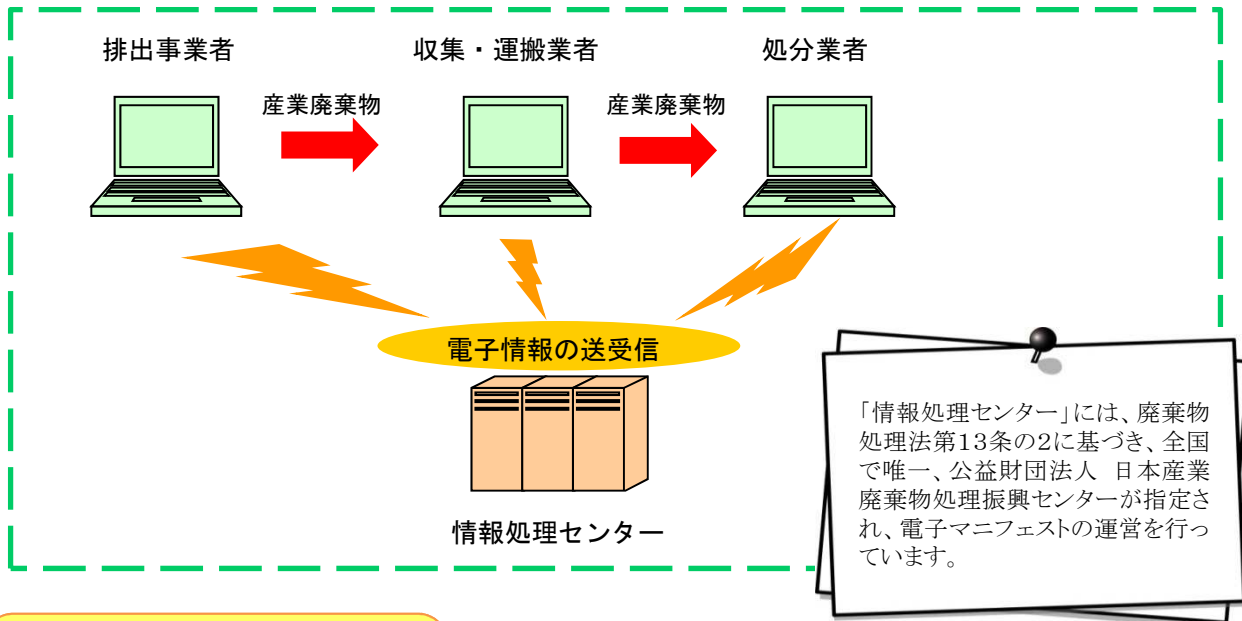 排出事業者
収集・運搬業者
処分業者
産業廃棄物
産業廃棄物
電子情報の送受信
情報処理センター
「情報処理センター」には、廃棄物
処理法第13条の2に基づき、全国
で唯一、公益財団法人 日本産業
廃棄物処理振興センターが指定さ
れ、電子マニフェストの運営を行っ
ています。